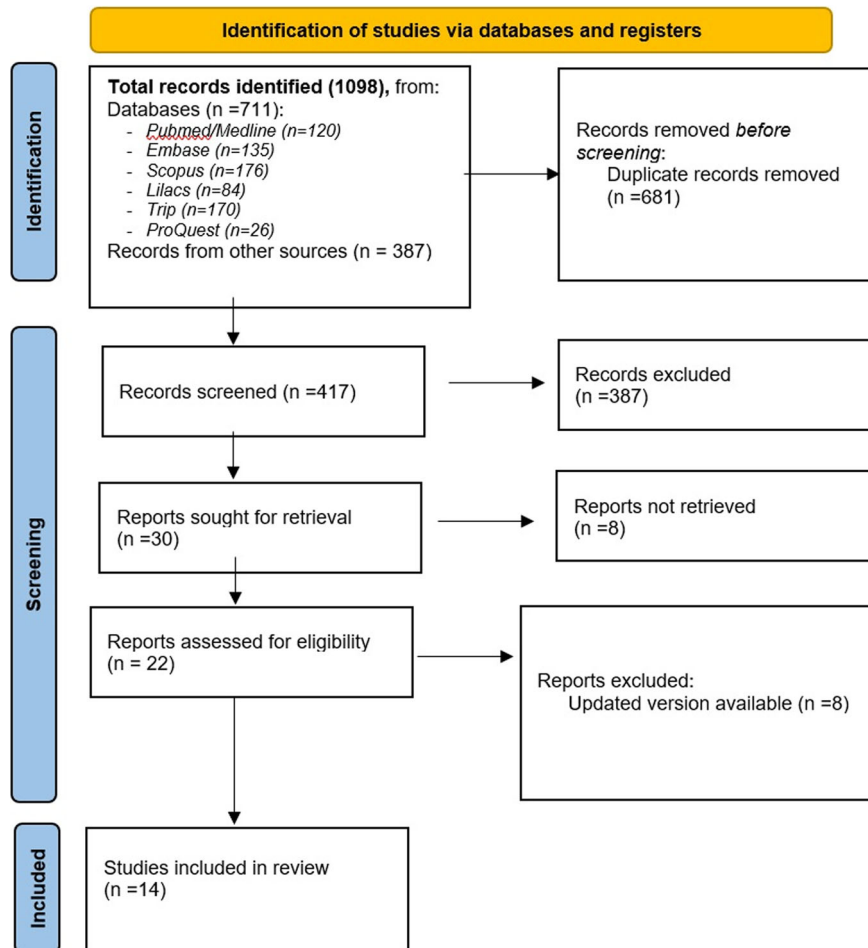 Identification of studies via databases and registers
Identification
Total records identified (1098), from:
Databases (n =711):
- Pubmed/Medline (n=120)
- Embase (n=135)
- Scopus (n=176)
- Lilacs (n=84)
- Trip (n=170)
- ProQuest (n=26)
Records from other sources (n = 387)
Records removed before
screening:
Duplicate records removed
(n =681)
Screening
Records screened (n =417)
Records excluded
(n =387)
Reports sought for retrieval
(n =30)
Reports not retrieved
(n =8)
Reports assessed for eligibility
(n = 22)
Reports excluded:
Updated version available (n =8)
Included
Studies included in review
(n =14)